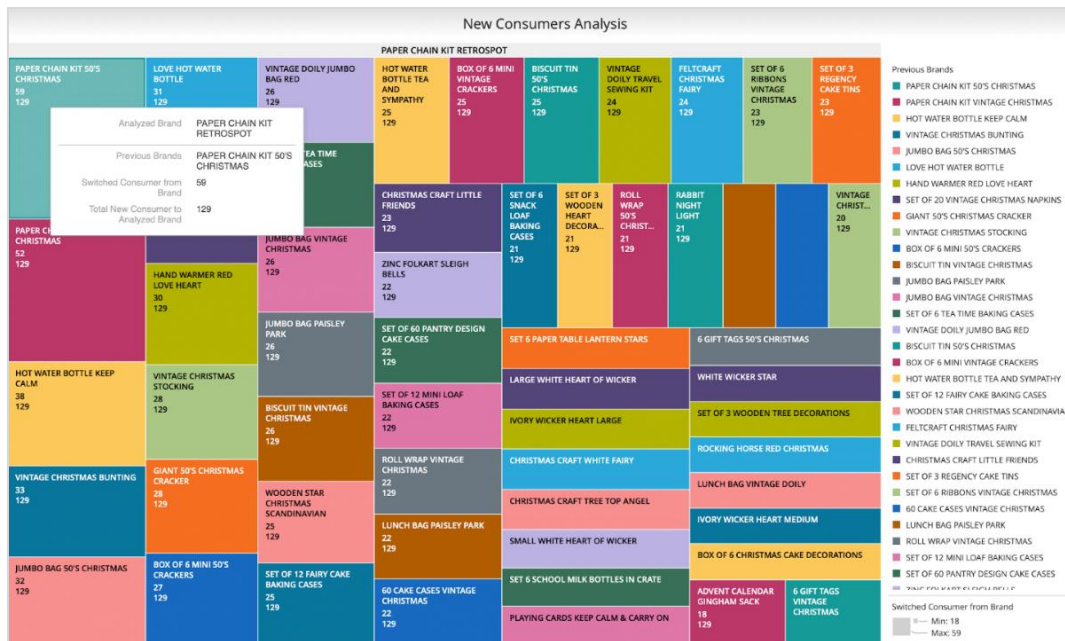 New Consumers Analysis
PAPER CHAIN KIT RETROSPOT
PAPER CHAIN KIT 50'S
CHRISTMAS
59
129
Analyzed Brand
PAPER CHAIN KIT
RETROSPOT
Previous Brands
PAPER CHAIN KIT 50'S
CHRISTMAS
Switched Consumer from
Brand
59
Total New Consumer to
Analyzed Brand
129
PAPER C
CHRISTMAS
52
129
HOT WATER BOTTLE KEEP
CALM
38
129
VINTAGE CHRISTMAS BUNTING
33
129
JUMBO BAG 50'S CHRISTMAS
32
129
LOVE HOT WATER
BOTTLE
31
129
HAND WARMER RED
LOVE HEART
30
129
VINTAGE CHRISTMAS
STOCKING
28
129
GIANT 50'S CHRISTMAS
CRACKER
28
129
BOX OF 6 MINI 50'S
CRACKERS
27
129
VINTAGE DOILY JUMBO
BAG RED
26
129
TEA TIME
CASES
JUMBO BAG VINTAGE
CHRISTMAS
26
129
JUMBO BAG PAISLEY
PARK
26
129
BISCUIT TIN VINTAGE
CHRISTMAS
26
129
WOODEN STAR
CHRISTMAS
SCANDINAVIAN
25
129
SET OF 12 FAIRY CAKE
BAKING CASES
25
129
HOT WATER
BOTTLE TEA
AND
SYMPATHY
25
129
BOX OF 6 MINI
VINTAGE
CRACKERS
25
129
BISCUIT TIN
50'S
CHRISTMAS
25
129
VINTAGE
DOILY TRAVEL
SEWING KIT
24
129
FELTCRAFT
CHRISTMAS
FAIRY
24
129
SET OF 6
RIBBONS
VINTAGE
CHRISTMAS
23
129
SET OF 3
REGENCY
CAKE TINS
23
129
CHRISTMAS CRAFT LITTLE
FRIENDS
23
129
ZINC FOLKART SLEIGH
BELLS
22
129
SET OF 60 PANTRY DESIGN
CAKE CASES
22
129
SET OF 12 MINI LOAF
BAKING CASES
22
129
ROLL WRAP VINTAGE
CHRISTMAS
22
129
LUNCH BAG PAISLEY PARK
22
129
60 CAKE CASES VINTAGE
CHRISTMAS
22
129
SET OF 6
SNACK
LOAF
BAKING
CASES
21
129
SET OF 3
WOODEN
HEART
DECORA...
21
129
ROLL
WRAP
50'S
CHRIST...
21
129
RABBIT
NIGHT
LIGHT
21
129
VINTAGE
CHRIST...
20
129
SET 6 PAPER TABLE LANTERN STARS
LARGE WHITE HEART OF WICKER
IVORY WICKER HEART LARGE
CHRISTMAS CRAFT WHITE FAIRY
CHRISTMAS CRAFT TREE TOP ANGEL
SMALL WHITE HEART OF WICKER
SET 6 SCHOOL MILK BOTTLES IN CRATE
PLAYING CARDS KEEP CALM & CARRY ON
6 GIFT TAGS 50'S CHRISTMAS
WHITE WICKER STAR
SET OF 3 WOODEN TREE DECORATIONS
ROCKING HORSE RED CHRISTMAS
LUNCH BAG VINTAGE DOILY
IVORY WICKER HEART MEDIUM
BOX OF 6 CHRISTMAS CAKE DECORATIONS
ADVENT CALENDAR
GINGHAM SACK
18
129
6 GIFT TAGS
VINTAGE
CHRISTMAS
Previous Brands
PAPER CHAIN KIT 50'S CHRISTMAS
PAPER CHAIN KIT VINTAGE CHRISTMAS
HOT WATER BOTTLE KEEP CALM
VINTAGE CHRISTMAS BUNTING
JUMBO BAG 50'S CHRISTMAS
LOVE HOT WATER BOTTLE
HAND WARMER RED LOVE HEART
SET OF 20 VINTAGE CHRISTMAS NAPKINS
GIANT 50'S CHRISTMAS CRACKER
VINTAGE CHRISTMAS STOCKING
BOX OF 6 MINI 50'S CRACKERS
BISCUIT TIN VINTAGE CHRISTMAS
JUMBO BAG PAISLEY PARK
JUMBO BAG VINTAGE CHRISTMAS
SET OF 6 TEA TIME BAKING CASES
VINTAGE DOILY JUMBO BAG RED
BISCUIT TIN 50'S CHRISTMAS
BOX OF 6 MINI VINTAGE CRACKERS
HOT WATER BOTTLE TEA AND SYMPATHY
SET OF 12 FAIRY CAKE BAKING CASES
WOODEN STAR CHRISTMAS SCANDINAVIA
FELTCRAFT CHRISTMAS FAIRY
VINTAGE DOILY TRAVEL SEWING KIT
CHRISTMAS CRAFT LITTLE FRIENDS
SET OF 3 REGENCY CAKE TINS
SET OF 6 RIBBONS VINTAGE CHRISTMAS
60 CAKE CASES VINTAGE CHRISTMAS
LUNCH BAG PAISLEY PARK
ROLL WRAP VINTAGE CHRISTMAS
SET OF 12 MINI LOAF BAKING CASES
SET OF 60 PANTRY DESIGN CAKE CASES
ZINC FOLKART SLEIGH BELLS
Switched Consumer from Brand
Min: 18
Max: 59